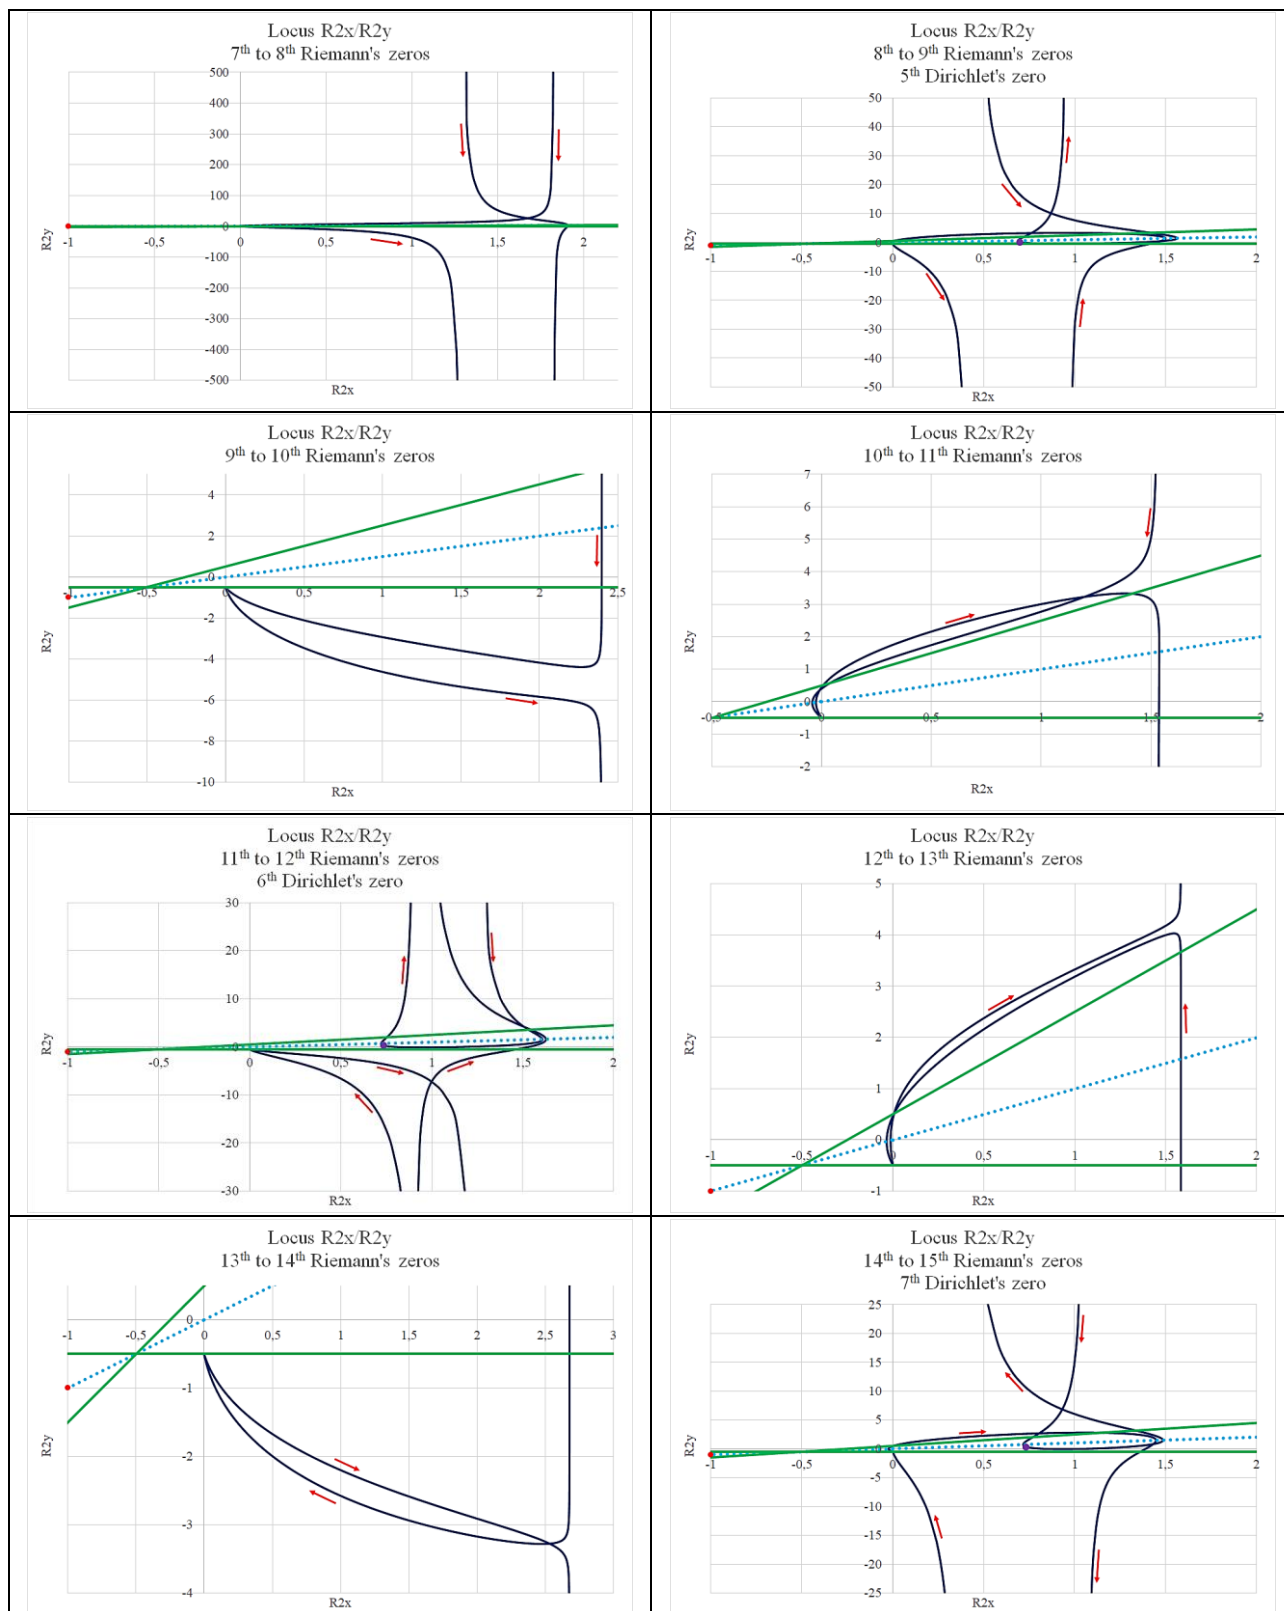 Locus R2x/R2y
7th to 8th Riemann's zeros
500
400
300
200
100
0
-100
-200
-300
-400
-500
-1 -0,5 0 0,5 1 1,5 2
R2y
R2x
Locus R2x/R2y
8th to 9th Riemann's zeros
5th Dirichlet's zero
50
40
30
20
10
0
-10
-20
-30
-40
-50
-1 -0,5 0 0,5 1 1,5 2
R2y
R2x
Locus R2x/R2y
9th to 10th Riemann's zeros
4
2
0
-2
-4
-6
-8
-10
-1 -0,5 0 0,5 1 1,5 2 2,5
R2y
R2x
Locus R2x/R2y
10th to 11th Riemann's zeros
7
6
5
4
3
2
1
0
-1
-2
-0,5 0 0,5 1 1,5 2
R2y
R2x
Locus R2x/R2y
11th to 12th Riemann's zeros
6th Dirichlet's zero
30
20
10
0
-10
-20
-30
-1 -0,5 0 0,5 1 1,5 2
R2y
R2x
Locus R2x/R2y
12th to 13th Riemann's zeros
5
4
3
2
1
0
-1
-1 -0,5 0 0,5 1 1,5 2
R2y
R2x
Locus R2x/R2y
13th to 14th Riemann's zeros
0
-1
-2
-3
-4
-1 -0,5 0 0,5 1 1,5 2 2,5 3
R2y
R2x
Locus R2x/R2y
14th to 15th Riemann's zeros
7th Dirichlet's zero
25
20
15
10
5
0
-5
-10
-15
-20
-25
-1 -0,5 0 0,5 1 1,5 2
R2y
R2x